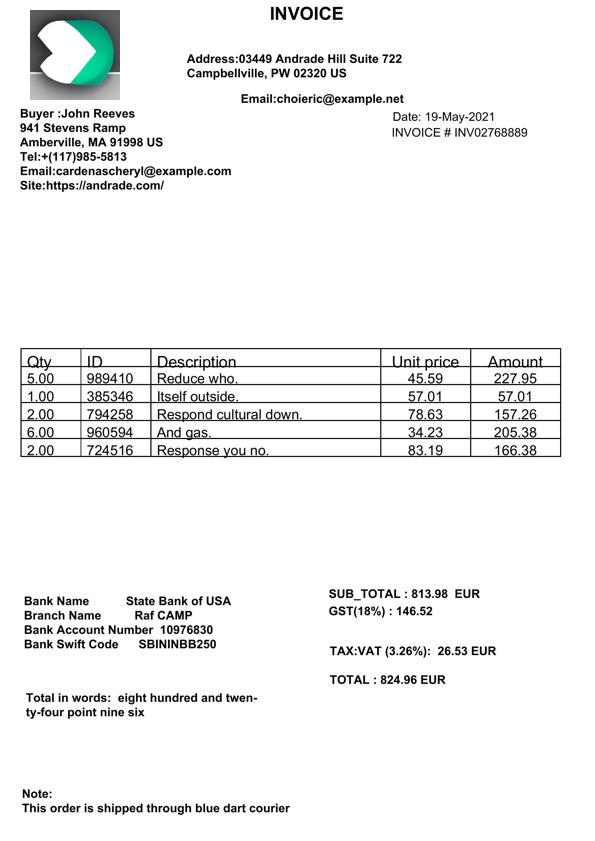 INVOICE
Address:03449 Andrade Hill Suite 722
Campbellville, PW 02320 US
Email:choieric@example.net
Buyer :John Reeves
941 Stevens Ramp
Amberville, MA 91998 US
Tel:+(117)985-5813
Email:cardenascheryl@example.com
Site:https://andrade.com/
Date: 19-May-2021
INVOICE # INV02768889
Qty ID Description Unit price Amount
5.00 989410 Reduce who. 45.59 227.95
1.00 385346 Itself outside. 57.01 57.01
2.00 794258 Respond cultural down. 78.63 157.26
6.00 960594 And gas. 34.23 205.38
2.00 724516 Response you no. 83.19 166.38
Bank Name State Bank of USA
Branch Name Raf CAMP
Bank Account Number 10976830
Bank Swift Code SBININBB250
SUB_TOTAL : 813.98 EUR
GST(18%) : 146.52
TAX:VAT (3.26%): 26.53 EUR
TOTAL : 824.96 EUR
Total in words: eight hundred and twen-
ty-four point nine six
Note:
This order is shipped through blue dart courier